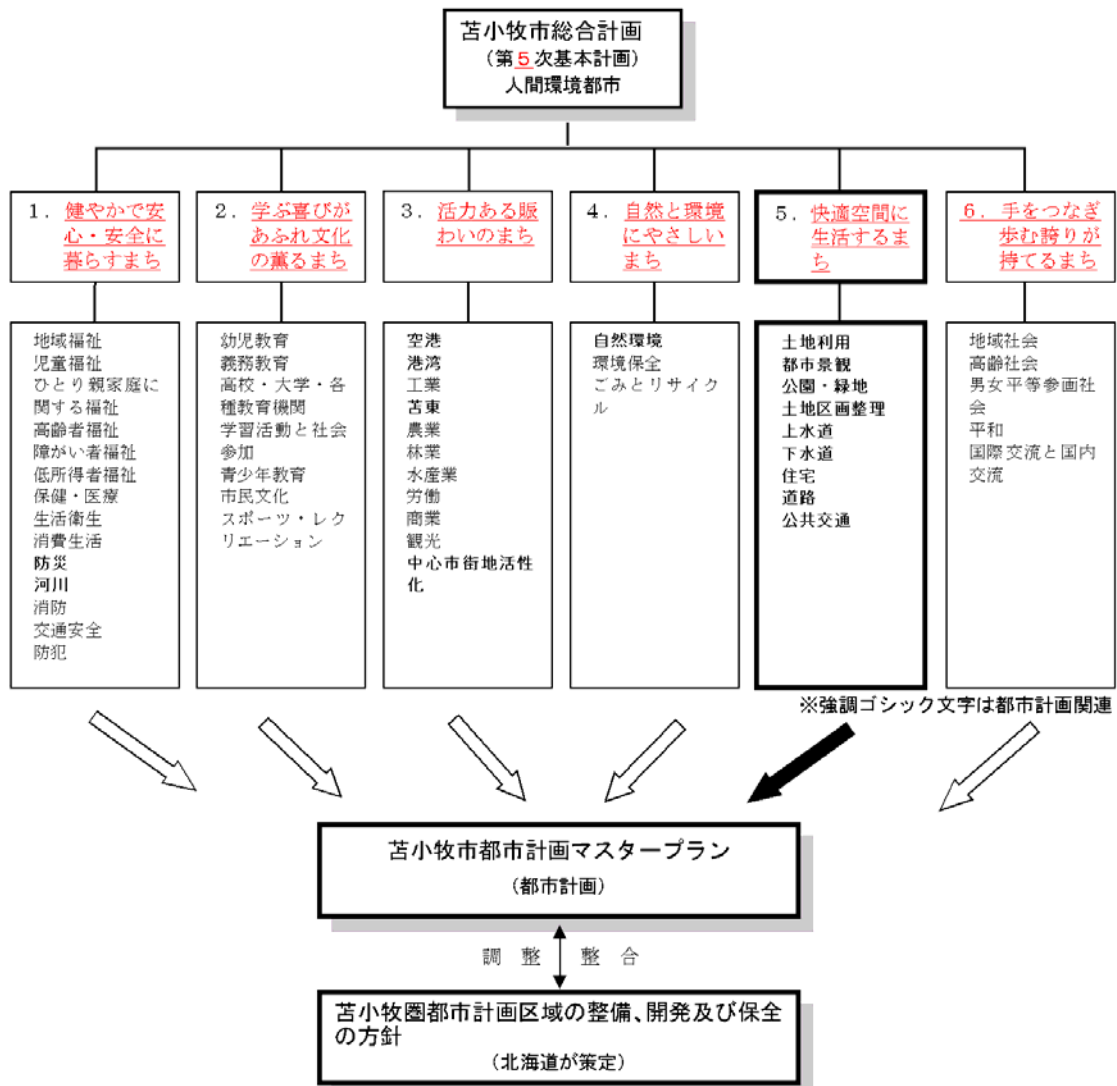 苫小牧市総合計画
（第５次基本計画）
人間環境都市
１．健やかで安
心・安全に
暮らすまち
２．学ぶ喜びが
あふれ文化
の薫るまち
３．活力ある賑
わいのまち
４．自然と環境
にやさしい
まち
５．快適空間に
生活するま
ち
６．手をつなぎ
歩む誇りが
持てるまち
地域福祉
児童福祉
ひとり親家庭に
関する福祉
高齢者福祉
障がい者福祉
低所得者福祉
保健・医療
生活衛生
消費生活
防災
河川
消防
交通安全
防犯
幼児教育
義務教育
高校・大学・各
種教育機関
学習活動と社会
参加
青少年教育
市民文化
スポーツ・レク
リエーション
空港
港湾
工業
苫東
農業
林業
水産業
労働
商業
観光
中心市街地活性
化
自然環境
環境保全
ごみとリサイク
ル
土地利用
都市景観
公園・緑地
土地区画整理
上水道
下水道
住宅
道路
公共交通
地域社会
高齢社会
男女平等参画社
会
平和
国際交流と国内
交流
※強調ゴシック文字は都市計画関連
苫小牧市都市計画マスタープラン
（都市計画）
調 整 整 合
苫小牧圏都市計画区域の整備、開発及び保全
の方針
（北海道が策定）